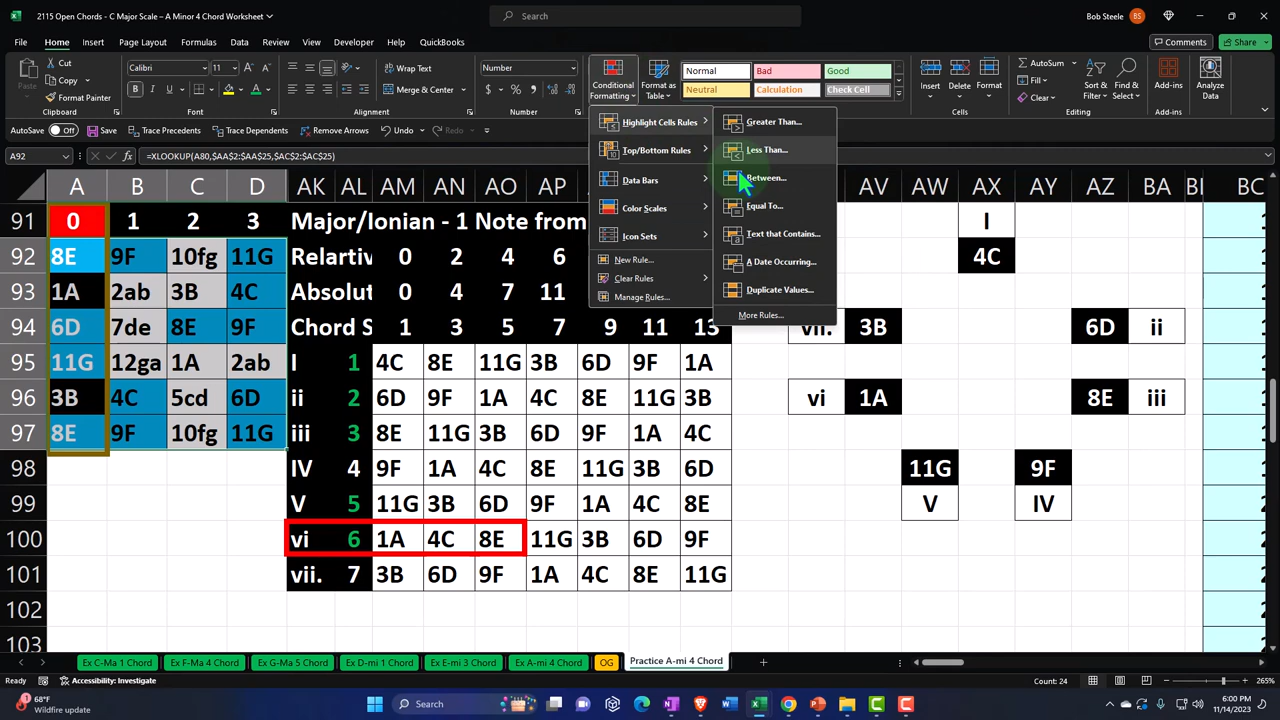 2115 Open Chords - C Major Scale – A Minor 4 Chord Worksheet
Search
Bob Steele BS
File Home Insert Page Layout Formulas Data Review View Developer Automate Help QuickBooks
Comments Share
Paste
Cut
Copy
Format Painter
Calibri 11
B I U
Wrap Text
Merge & Center
Number
Conditional Formatting
Format as Table
Normal Bad Good
Neutral Calculation Check Cell
Insert Delete Format
AutoSum
Fill
Clear
Sort & Filter
Find & Select
Add-ins
Analyze Data
Cells
Add-ins
AutoSave Off Save Trace Precedents Trace Dependents Remove Arrows Undo Redo
A92 =XLOOKUP(A80,$AA$2:$AA$25,$AC$2:$AC$25)
Highlight Cells Rules
Top/Bottom Rules
Data Bars
Color Scales
Icon Sets
New Rule...
Clear Rules
Manage Rules...
Greater Than...
Less Than...
Between...
Equal To...
Text that Contains...
A Date Occurring...
Duplicate Values...
More Rules...
A B C D AK AL AM AN AO AP AV AW AX AY AZ BA BC
91 0 1 2 3 Major/Ionian - 1 Note from I
92 8E 9F 10fg 11G Relartiv 0 2 4 6 4C
93 1A 2ab 3B 4C Absolut 0 4 7 11
94 6D 7de 8E 9F Chord S 1 3 5 7 9 11 13 vii. 3B 6D ii
95 11G 12ga 1A 2ab I 1 4C 8E 11G 3B 6D 9F 1A
96 3B 4C 5cd 6D ii 2 6D 9F 1A 4C 8E 11G 3B vi 1A 8E iii
97 8E 9F 10fg 11G iii 3 8E 11G 3B 6D 9F 1A 4C
98 IV 4 9F 1A 4C 8E 11G 3B 6D 11G 9F
99 V 5 11G 3B 6D 9F 1A 4C 8E V IV
100 vi 6 1A 4C 8E 11G 3B 6D 9F
101 vii. 7 3B 6D 9F 1A 4C 8E 11G
102
103
Ex C-Ma 1 Chord Ex F-Ma 4 Chord Ex G-Ma 5 Chord Ex D-mi 1 Chord Ex E-mi 3 Chord Ex A-mi 4 Chord OG Practice A-mi 4 Chord
Ready Accessibility: Investigate Count: 24 265%
68°F
Wildfire update
Search
6:00 PM
11/14/2023